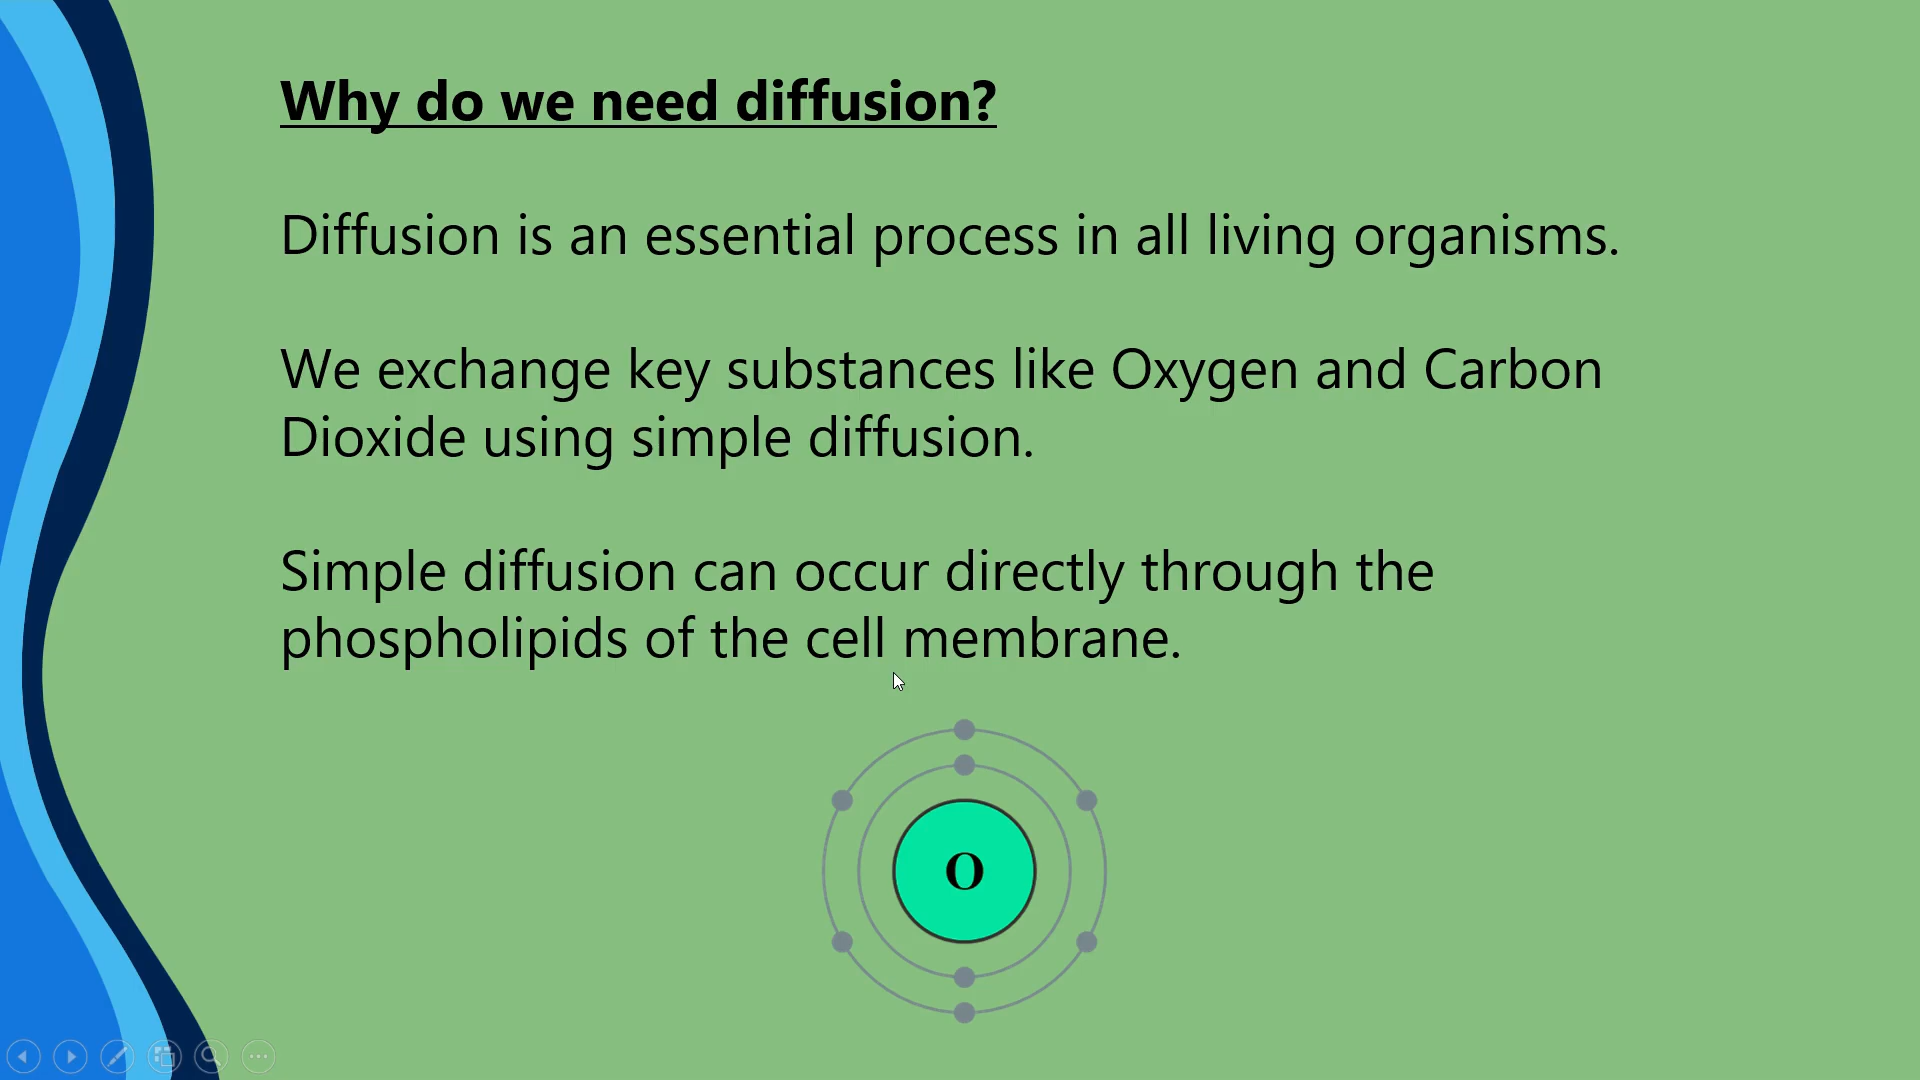 Why do we need diffusion?
Diffusion is an essential process in all living organisms.
We exchange key substances like Oxygen and Carbon
Dioxide using simple diffusion.
Simple diffusion can occur directly through the
phospholipids of the cell membrane.
O